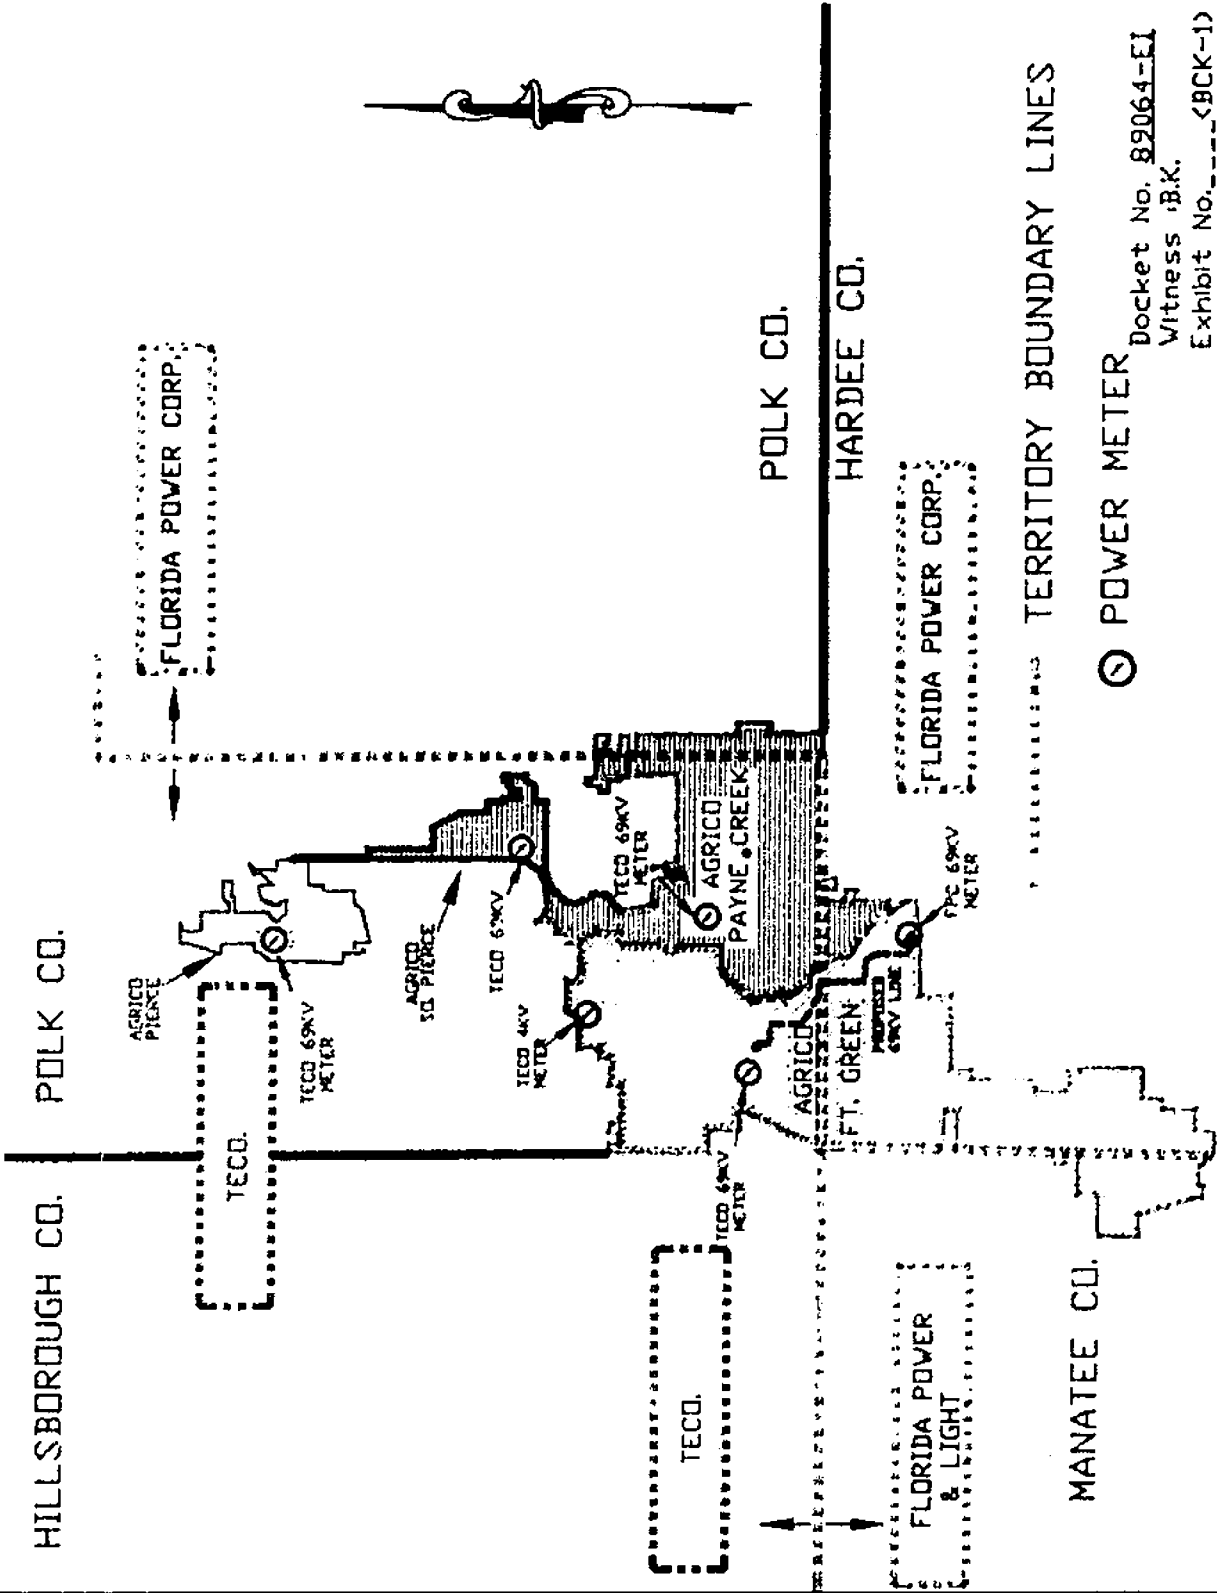 HILLSBOROUGH CO.
POLK CO.
FLORIDA POWER CORP.
AGRICO
PIERCE
TECO.
TECO 69KV
METER
AGRICO
SO. PIERCE
TECO 69KV
TECO 4KV
METER
TECO 69KV
METER
AGRICO
PAYNE CREEK
TECO.
TECO 69KV
METER
AGRICO
FT. GREEN
POLK CO.
HARDEE CO.
PROPOSED
69KV LINE
FPC 69KV
METER
FLORIDA POWER
& LIGHT
FLORIDA POWER CORP.
MANATEE CO.
TERRITORY BOUNDARY LINES
POWER METER
Docket No. 89064-EI
Witness :B.K.
Exhibit No.____(BCK-1)